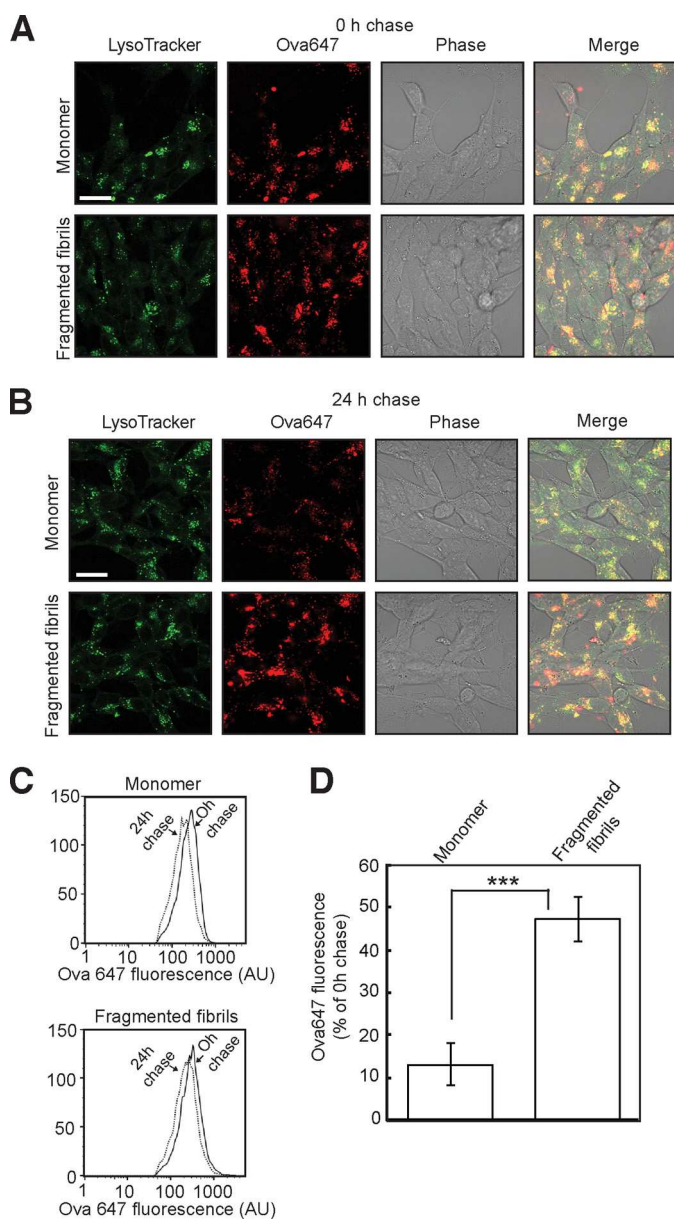 A
0 h chase
LysoTracker Ova647 Phase Merge
Monomer
Fragmented fibrils
B
24 h chase
LysoTracker Ova647 Phase Merge
Monomer
Fragmented fibrils
C
Monomer
150
100
50
0
24h
chase
Oh
chase
1 10 100 1000
Ova 647 fluorescence (AU)
Fragmented fibrils
150
100
50
0
24h
chase
Oh
chase
1 10 100 1000
Ova 647 fluorescence (AU)
D
Monomer
Fragmented
fibrils
Ova647 fluorescence
(% of 0h chase)
60
50
40
30
20
10
0
***